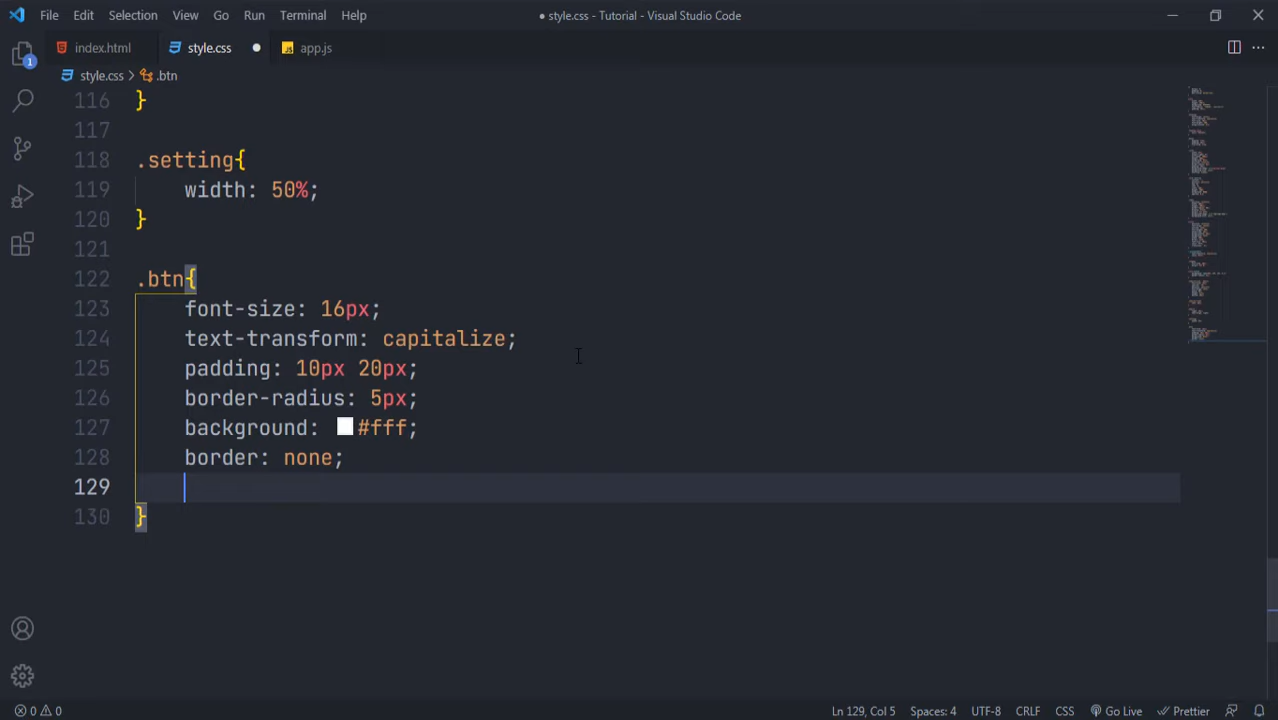 File Edit Selection View Go Run Terminal Help ● style.css - Tutorial - Visual Studio Code
index.html style.css ● JS app.js
style.css > .btn
1
116 }
117
118 .setting{
119 width: 50%;
120 }
121
122 .btn{
123 font-size: 16px;
124 text-transform: capitalize;
125 padding: 10px 20px;
126 border-radius: 5px;
127 background: #fff;
128 border: none;
129
130 }
0 0 Ln 129, Col 5 Spaces: 4 UTF-8 CRLF CSS Go Live Prettier